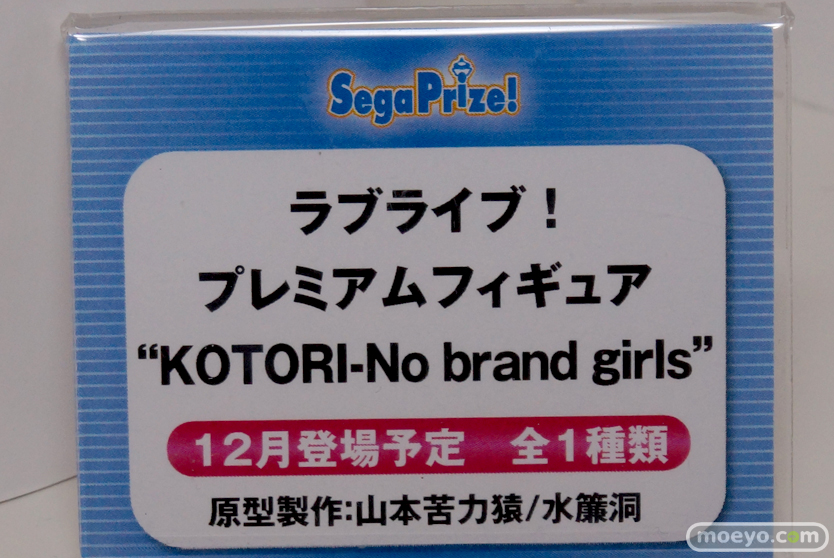 SegaPrize!
ラブライブ！
プレミアムフィギュア
“KOTORI-No brand girls”
12月登場予定　全1種類
原型製作:山本苦力猿/水簾洞
moeyo.com